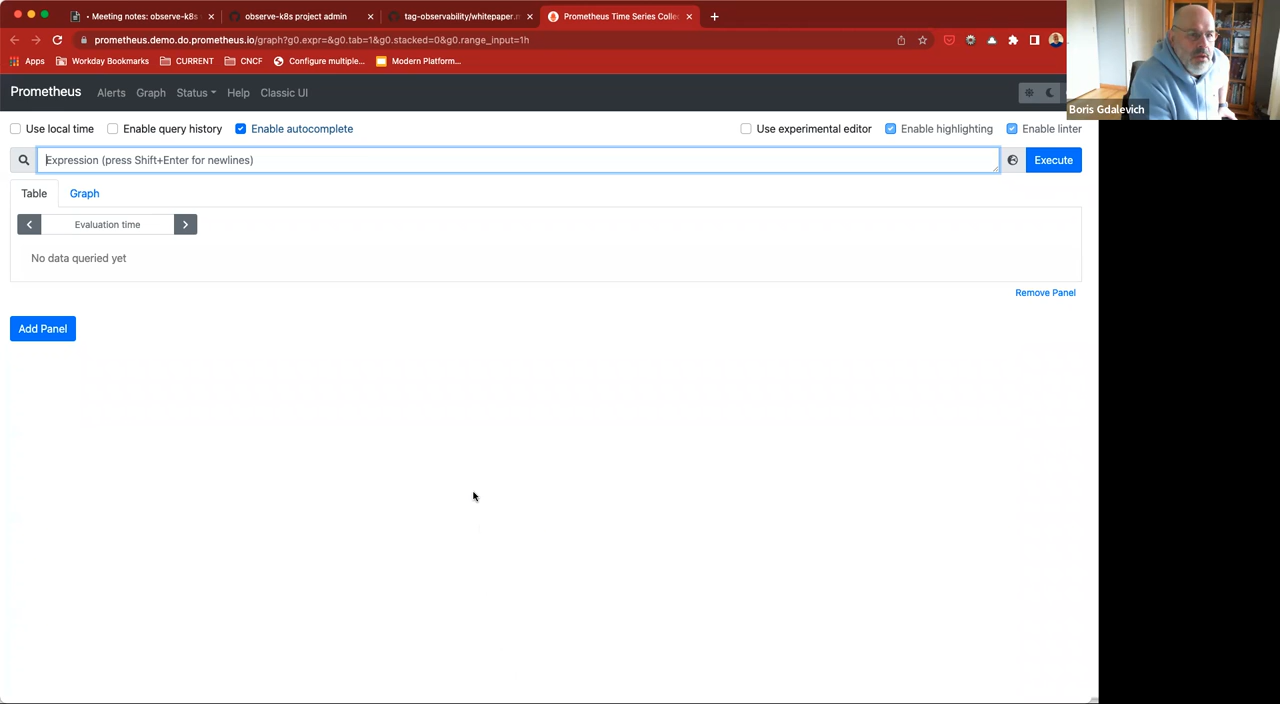 • Meeting notes: observe-k8s
observe-k8s project admin
tag-observability/whitepaper.m
Prometheus Time Series Collec
prometheus.demo.do.prometheus.io/graph?g0.expr=&g0.tab=1&g0.stacked=0&g0.range_input=1h
Apps
Workday Bookmarks
CURRENT
CNCF
Configure multiple...
Modern Platform...
Prometheus
Alerts
Graph
Status
Help
Classic UI
Boris Gdalevich
Use local time
Enable query history
Enable autocomplete
Use experimental editor
Enable highlighting
Enable linter
Expression (press Shift+Enter for newlines)
Execute
Table
Graph
Evaluation time
No data queried yet
Remove Panel
Add Panel